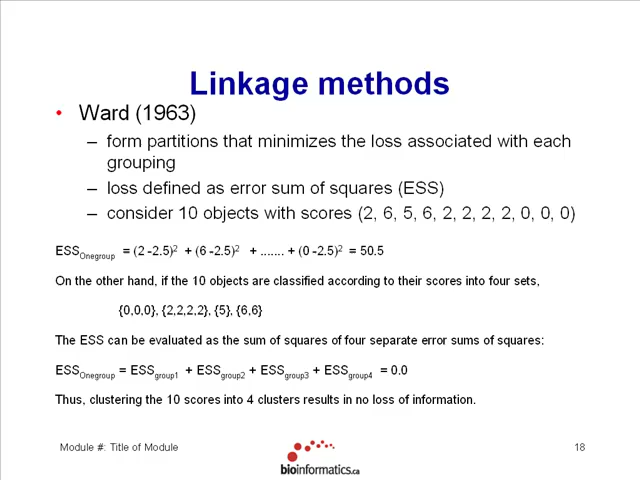 Linkage methods
• Ward (1963)
– form partitions that minimizes the loss associated with each
grouping
– loss defined as error sum of squares (ESS)
– consider 10 objects with scores (2, 6, 5, 6, 2, 2, 2, 2, 0, 0, 0)
ESSOnegroup = (2 -2.5)² + (6 -2.5)² + ....... + (0 -2.5)² = 50.5
On the other hand, if the 10 objects are classified according to their scores into four sets,
{0,0,0}, {2,2,2,2}, {5}, {6,6}
The ESS can be evaluated as the sum of squares of four separate error sums of squares:
ESSOnegroup = ESSgroup1 + ESSgroup2 + ESSgroup3 + ESSgroup4 = 0.0
Thus, clustering the 10 scores into 4 clusters results in no loss of information.
Module #: Title of Module
bioinformatics.ca
18